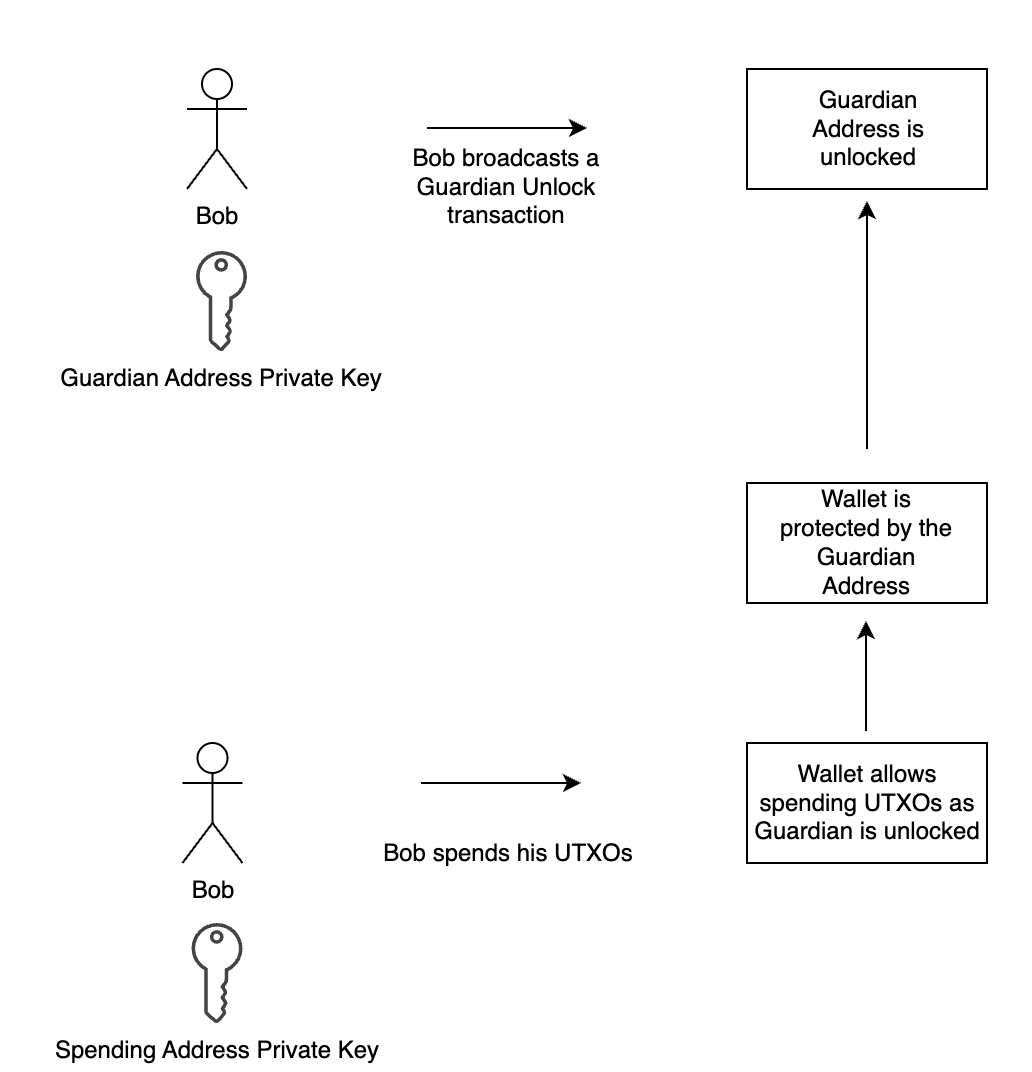 Bob
Guardian Address Private Key
Bob broadcasts a
Guardian Unlock
transaction
Guardian
Address is
unlocked
Wallet is
protected by the
Guardian
Address
Bob
Spending Address Private Key
Bob spends his UTXOs
Wallet allows
spending UTXOs as
Guardian is unlocked